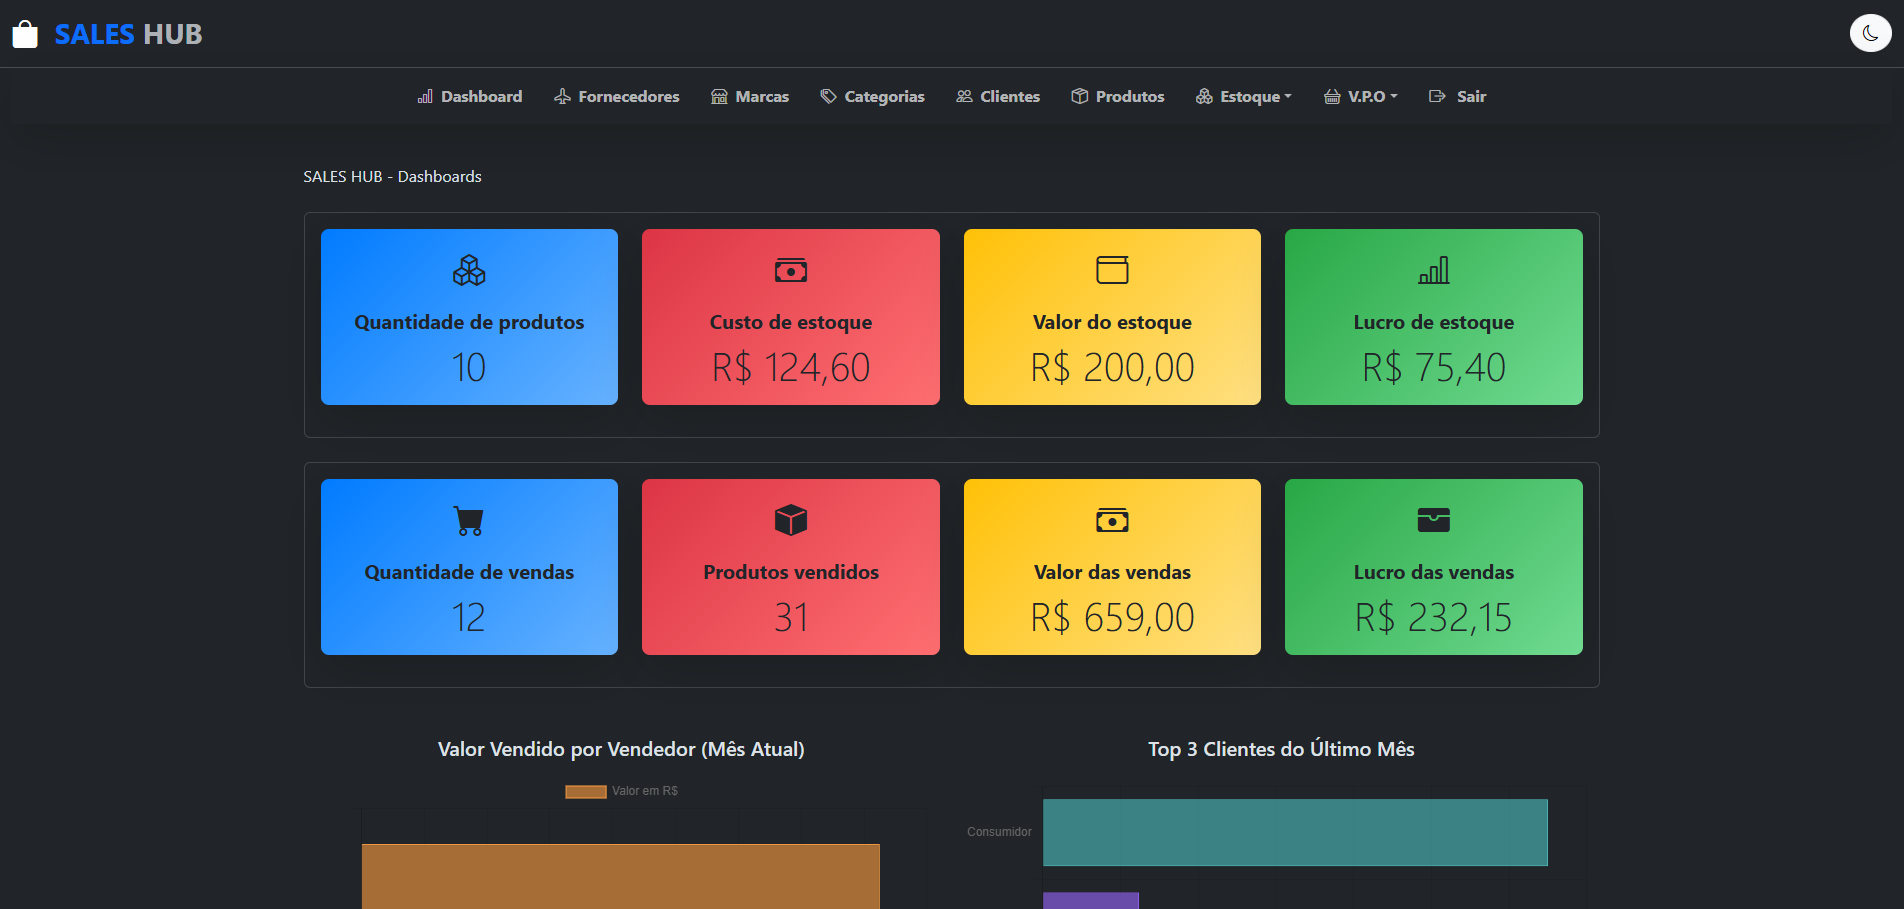 SALES HUB
Dashboard Fornecedores Marcas Categorias Clientes Produtos Estoque V.P.O Sair
SALES HUB - Dashboards
Quantidade de produtos
10
Custo de estoque
R$ 124,60
Valor do estoque
R$ 200,00
Lucro de estoque
R$ 75,40
Quantidade de vendas
12
Produtos vendidos
31
Valor das vendas
R$ 659,00
Lucro das vendas
R$ 232,15
Valor Vendido por Vendedor (Mês Atual)
Valor em R$
Top 3 Clientes do Último Mês
Consumidor